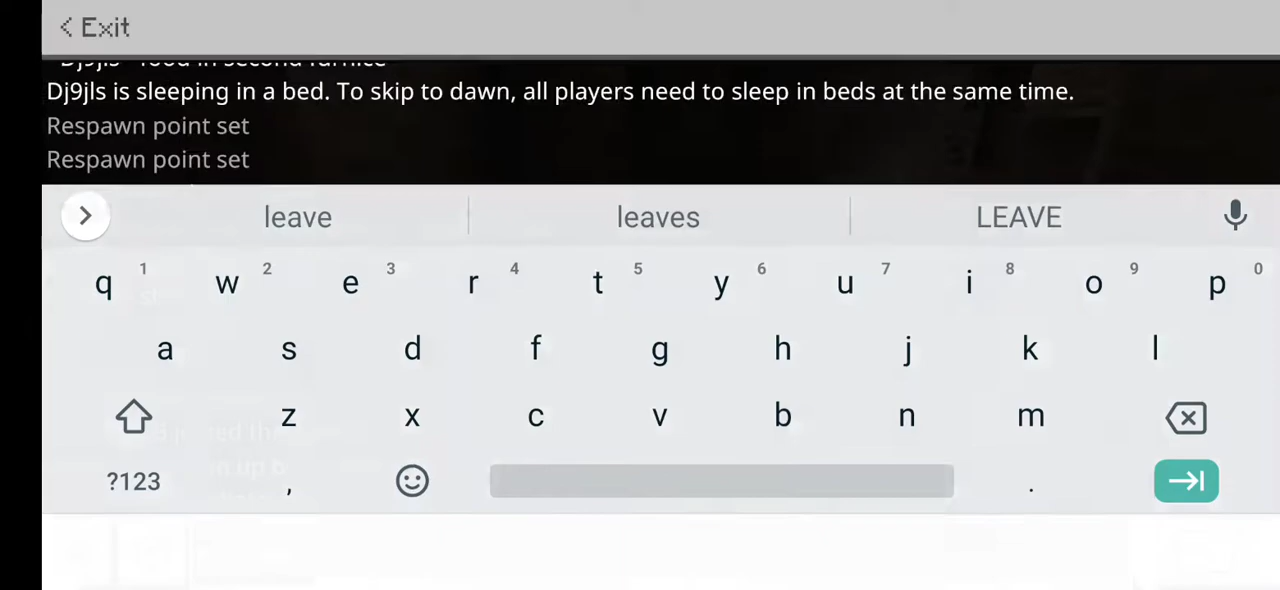 < Exit
Dj9jls is sleeping in a bed. To skip to dawn, all players need to sleep in beds at the same time.
Respawn point set
Respawn point set
leave leaves LEAVE
1 2 3 4 5 6 7 8 9 0
q w e r t y u i o p
a s d f g h j k l
z x c v b n m
?123 , .